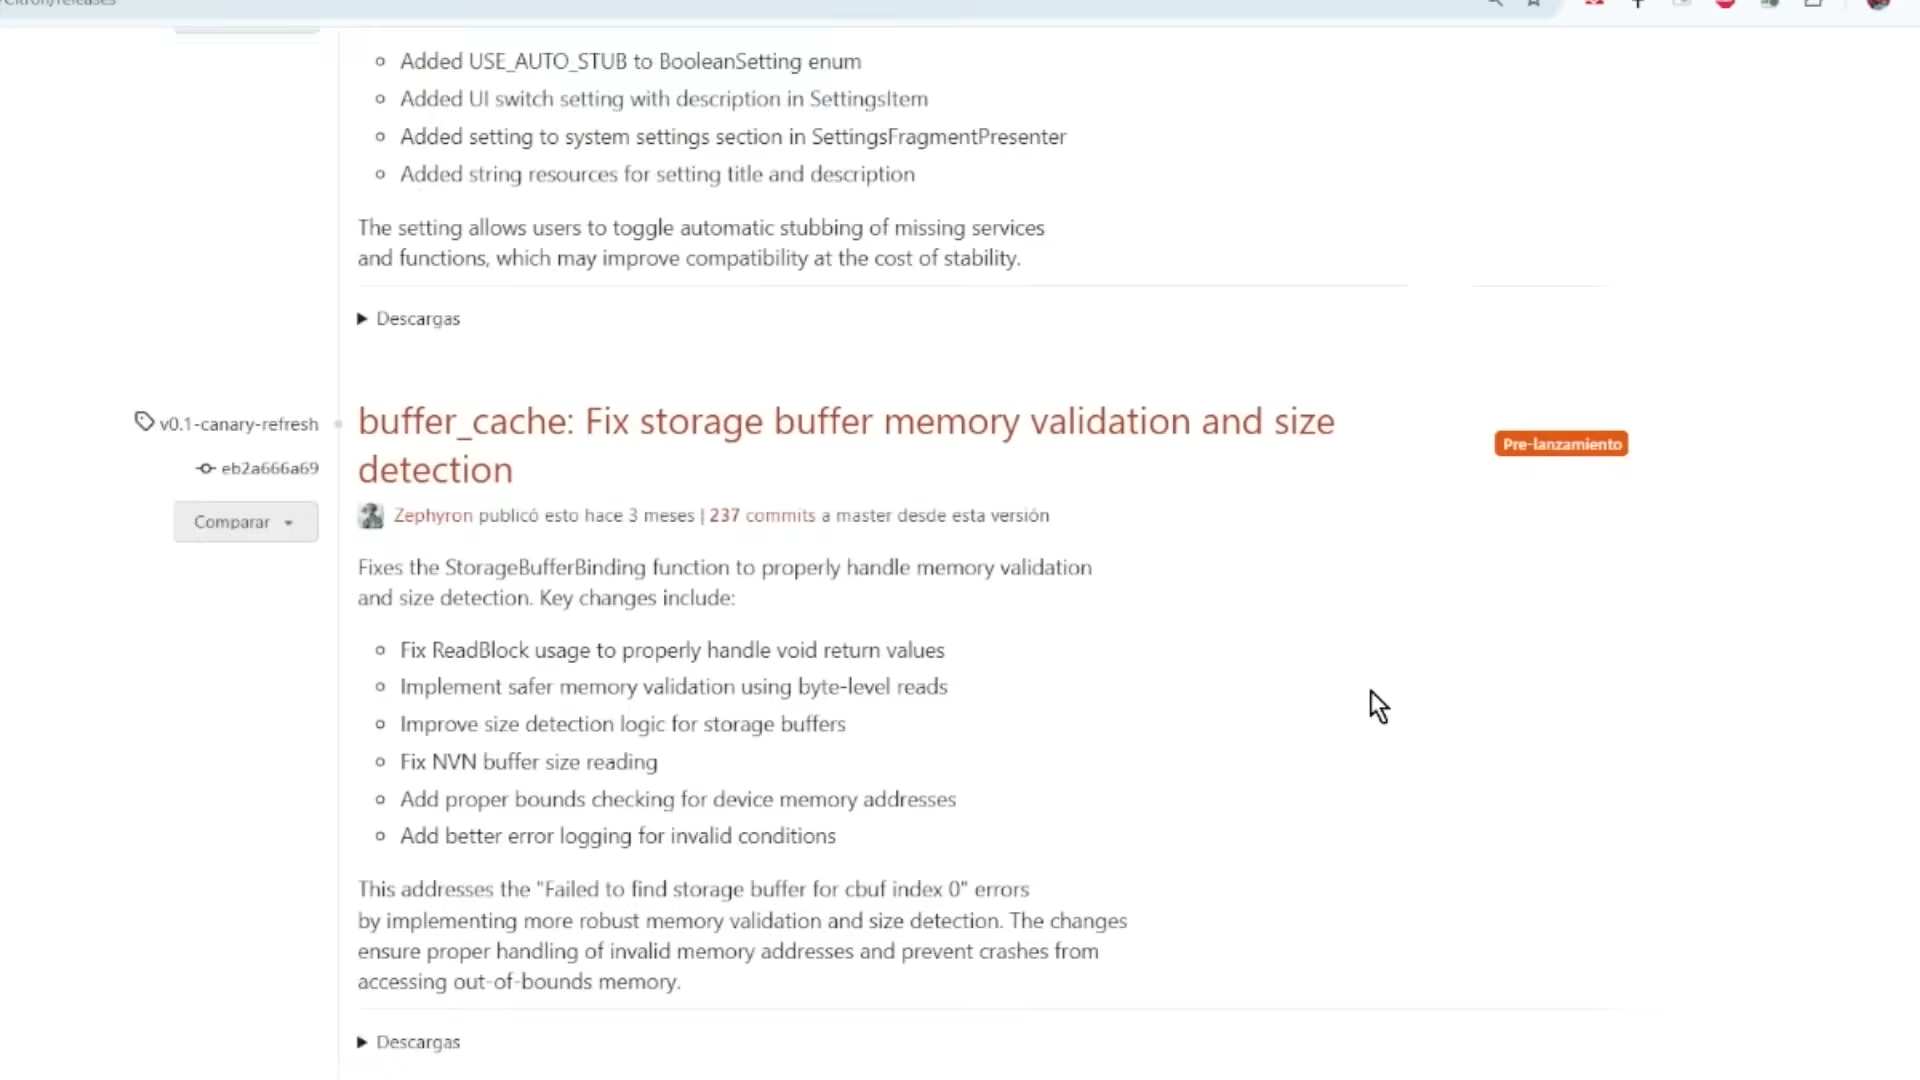 Added USE_AUTO_STUB to BooleanSetting enum
Added UI switch setting with description in SettingsItem
Added setting to system settings section in SettingsFragmentPresenter
Added string resources for setting title and description
The setting allows users to toggle automatic stubbing of missing services
and functions, which may improve compatibility at the cost of stability.
Descargas
v0.1-canary-refresh
eb2a666a69
Comparar
buffer_cache: Fix storage buffer memory validation and size
detection
Pre-lanzamiento
Zephyron publicó esto hace 3 meses | 237 commits a master desde esta versión
Fixes the StorageBufferBinding function to properly handle memory validation
and size detection. Key changes include:
Fix ReadBlock usage to properly handle void return values
Implement safer memory validation using byte-level reads
Improve size detection logic for storage buffers
Fix NVN buffer size reading
Add proper bounds checking for device memory addresses
Add better error logging for invalid conditions
This addresses the "Failed to find storage buffer for cbuf index 0" errors
by implementing more robust memory validation and size detection. The changes
ensure proper handling of invalid memory addresses and prevent crashes from
accessing out-of-bounds memory.
Descargas